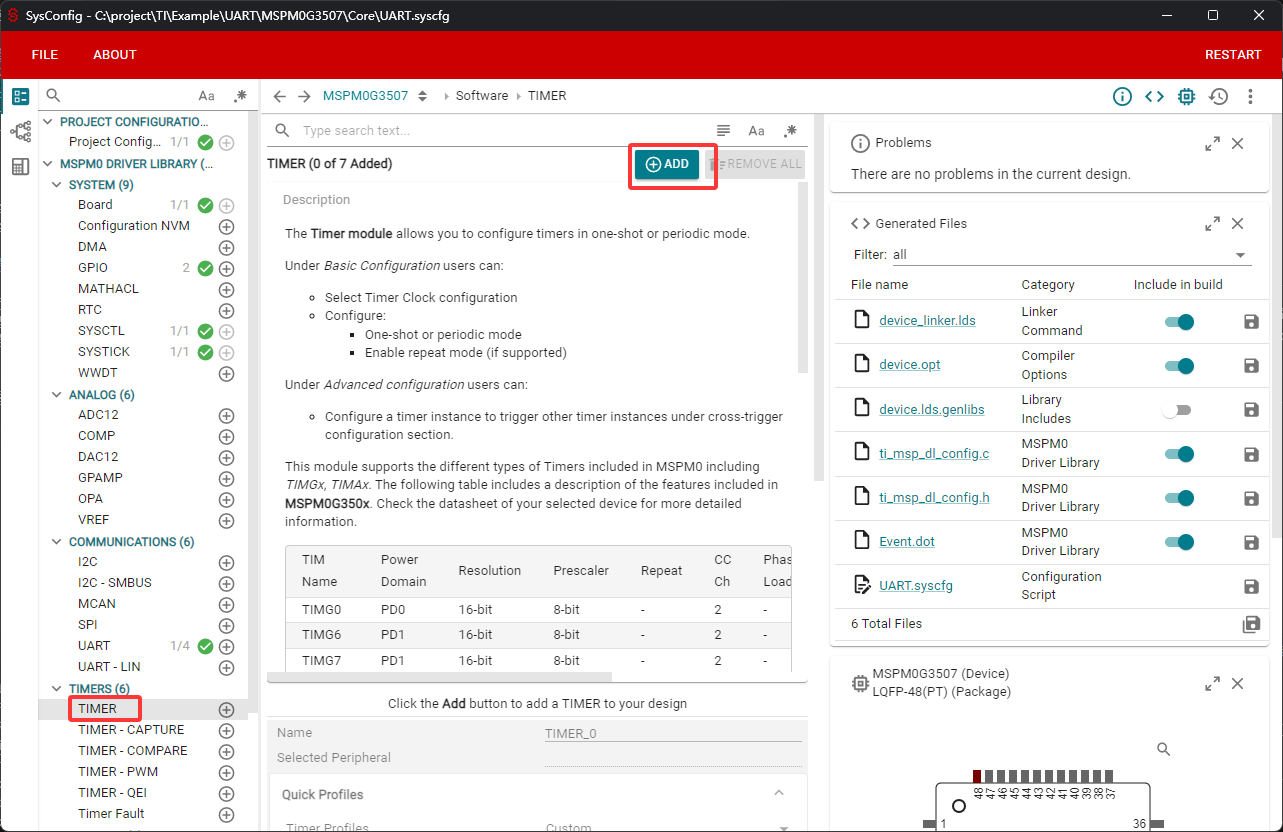 SysConfig - C:\project\TI\Example\UART\MSPM0G3507\Core\UART.syscfg
FILE
ABOUT
RESTART
Aa
.*
PROJECT CONFIGURATIO...
Project Config... 1/1
MSPM0 DRIVER LIBRARY (...
SYSTEM (9)
Board 1/1
Configuration NVM
DMA
GPIO 2
MATHACL
RTC
SYSCTL 1/1
SYSTICK 1/1
WWDT
ANALOG (6)
ADC12
COMP
DAC12
GPAMP
OPA
VREF
COMMUNICATIONS (6)
I2C
I2C - SMBUS
MCAN
SPI
UART 1/4
UART - LIN
TIMERS (6)
TIMER
TIMER - CAPTURE
TIMER - COMPARE
TIMER - PWM
TIMER - QEI
Timer Fault
MSPM0G3507
Software
TIMER
Type search text...
Aa
.*
TIMER (0 of 7 Added)
ADD
REMOVE ALL
Description
The Timer module allows you to configure timers in one-shot or periodic mode.
Under Basic Configuration users can:
Select Timer Clock configuration
Configure:
One-shot or periodic mode
Enable repeat mode (if supported)
Under Advanced configuration users can:
Configure a timer instance to trigger other timer instances under cross-trigger
configuration section.
This module supports the different types of Timers included in MSPM0 including
TIMGx, TIMAx. The following table includes a description of the features included in
MSPM0G350x. Check the datasheet of your selected device for more detailed
information.
TIM Name Power Domain Resolution Prescaler Repeat CC Ch Phas Load
TIMG0 PD0 16-bit 8-bit - 2 -
TIMG6 PD1 16-bit 8-bit - 2 -
TIMG7 PD1 16-bit 8-bit - 2 -
Click the Add button to add a TIMER to your design
Name TIMER_0
Selected Peripheral
Quick Profiles
Timer Profiles Custom
Problems
There are no problems in the current design.
Generated Files
Filter: all
File name Category Include in build
device_linker.lds Linker Command
device.opt Compiler Options
device.lds.genlibs Library Includes
ti_msp_dl_config.c MSPM0 Driver Library
ti_msp_dl_config.h MSPM0 Driver Library
Event.dot MSPM0 Driver Library
UART.syscfg Configuration Script
6 Total Files
MSPM0G3507 (Device)
LQFP-48(PT) (Package)
48 47 46 45 44 43 42 41 40 39 38 37
1 36